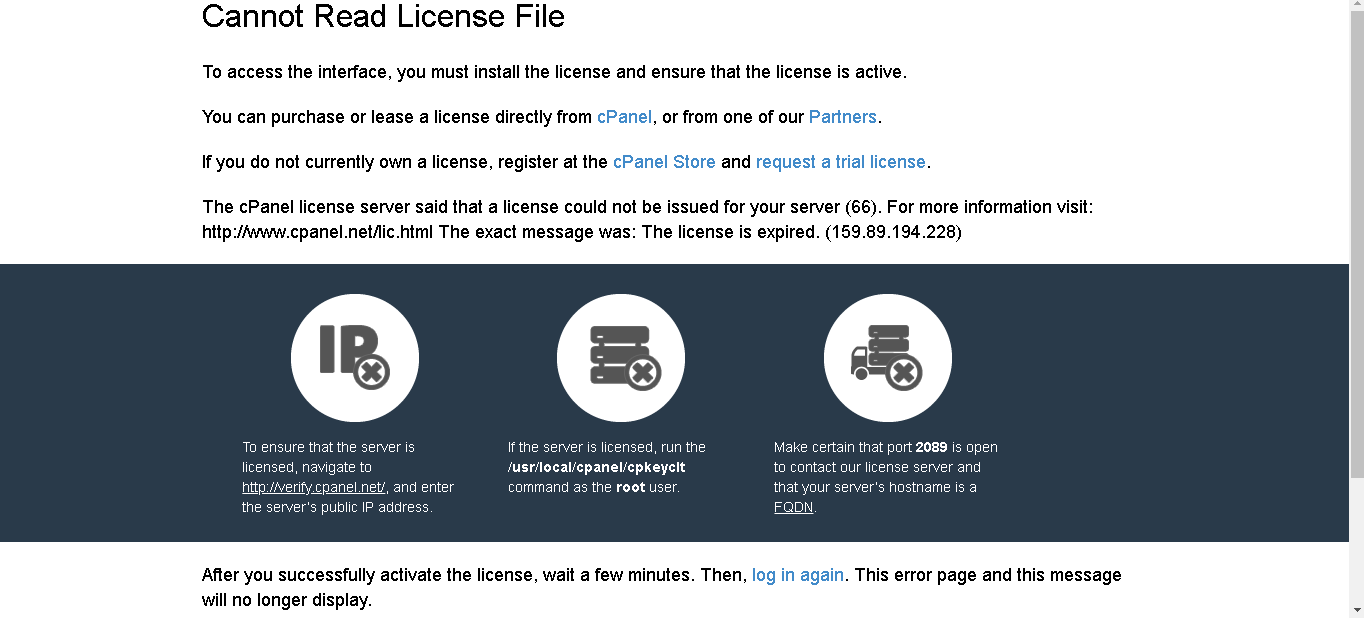 Cannot Read License File
To access the interface, you must install the license and ensure that the license is active.
You can purchase or lease a license directly from cPanel, or from one of our Partners.
If you do not currently own a license, register at the cPanel Store and request a trial license.
The cPanel license server said that a license could not be issued for your server (66). For more information visit:
http://www.cpanel.net/lic.html The exact message was: The license is expired. (159.89.194.228)
IP
To ensure that the server is
licensed, navigate to
http://verify.cpanel.net/, and enter
the server's public IP address.
If the server is licensed, run the
/usr/local/cpanel/cpkeyclt
command as the root user.
Make certain that port 2089 is open
to contact our license server and
that your server's hostname is a
FQDN.
After you successfully activate the license, wait a few minutes. Then, log in again. This error page and this message
will no longer display.